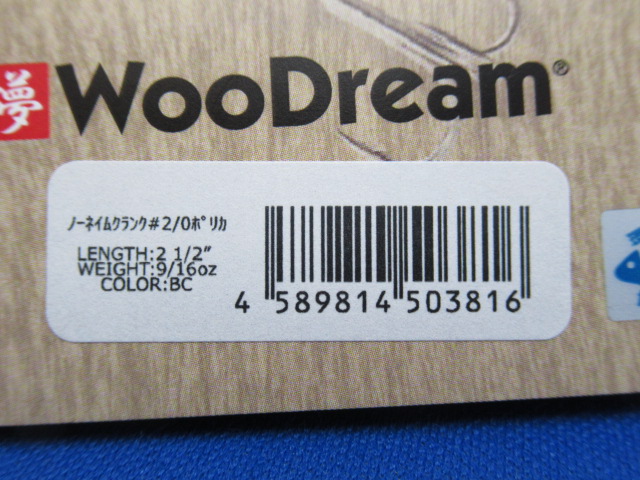 夢
WooDream®
ﾉｰﾈｲﾑｸﾗﾝｸ#2/0ﾎﾟﾘｶ
LENGTH:2 1/2"
WEIGHT:9/16oz
COLOR:BC
4 589814 503816